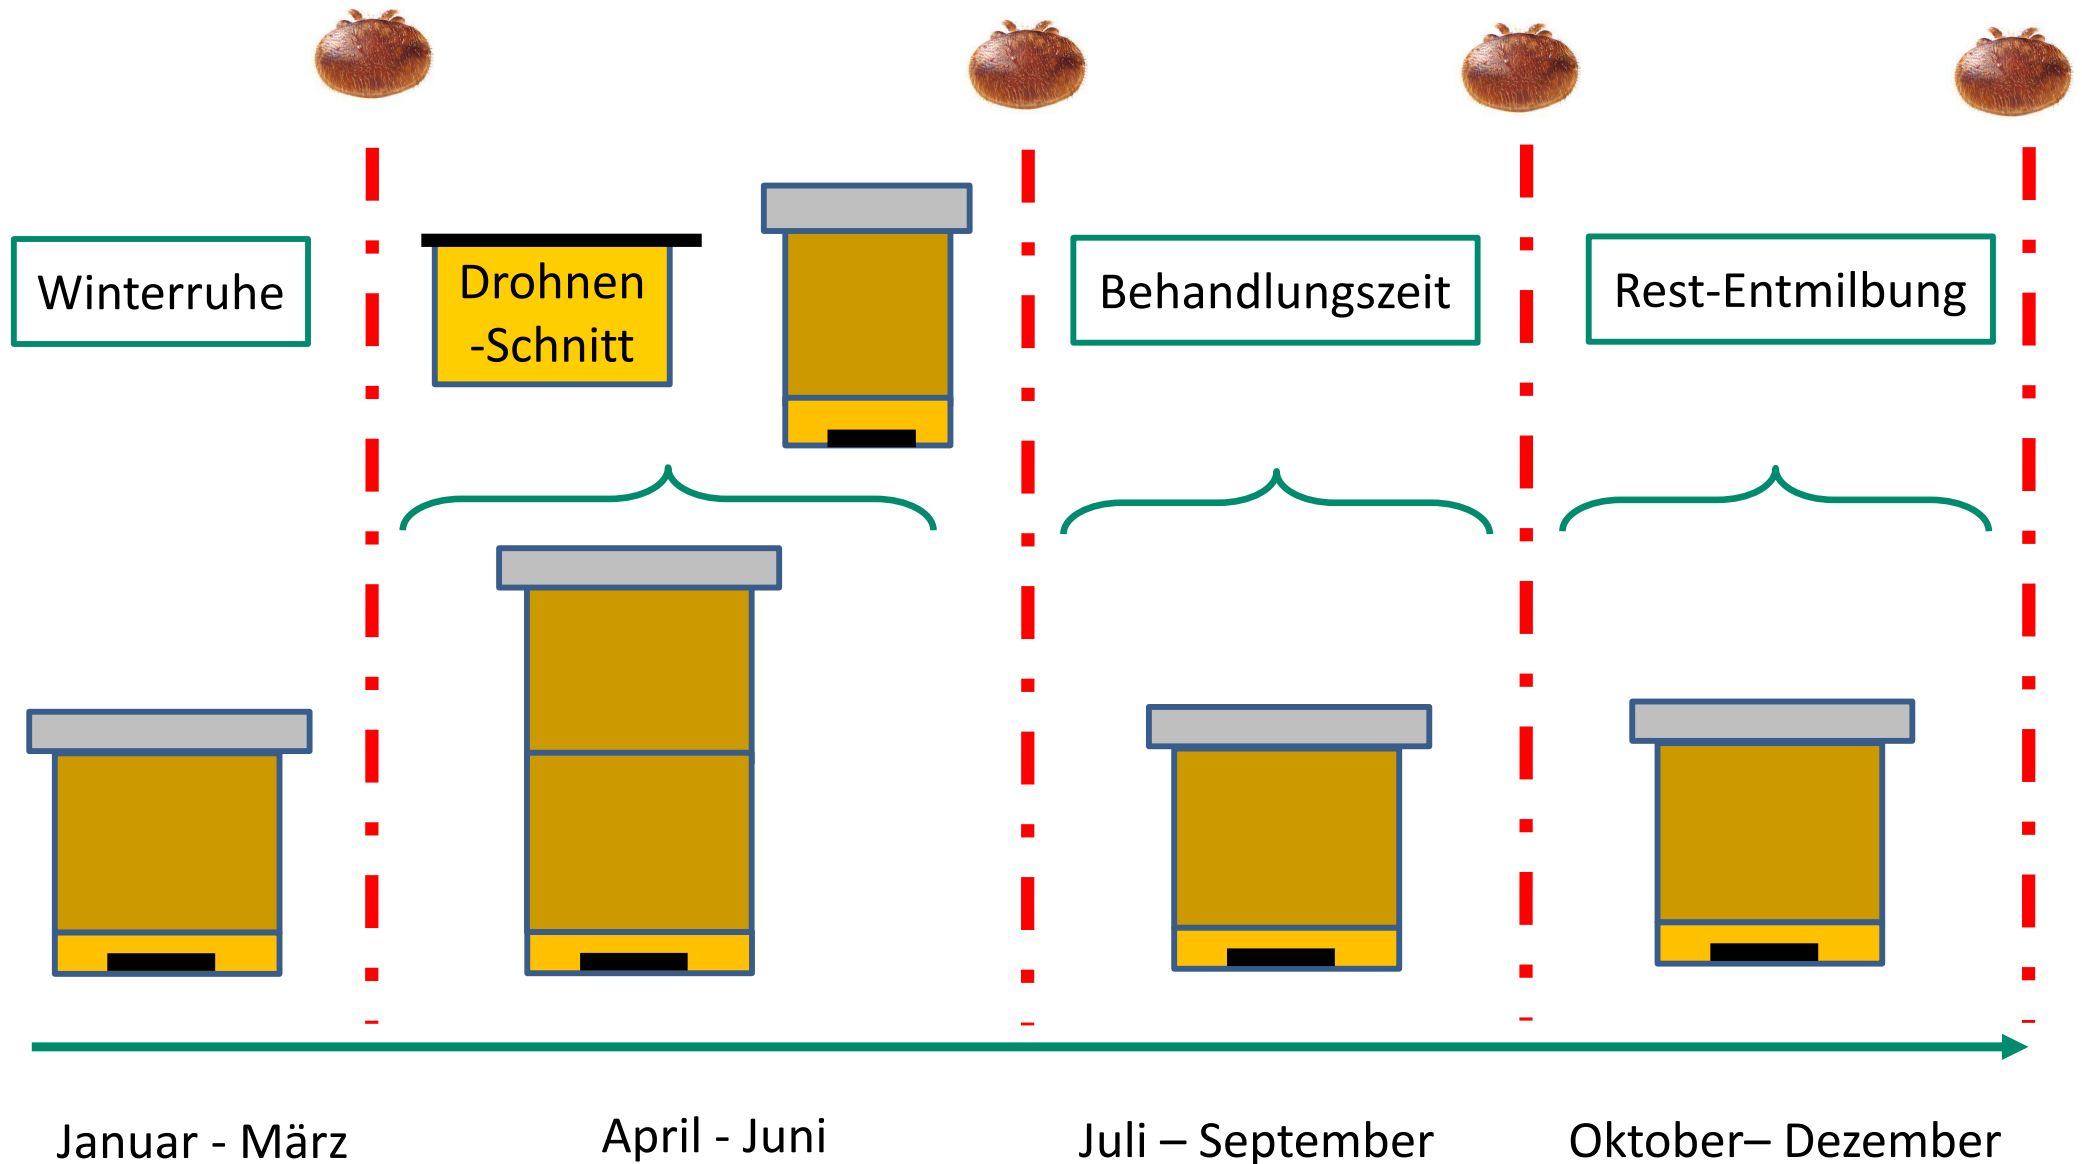 Winterruhe
Drohnen
-Schnitt
Behandlungszeit
Rest-Entmilbung
Januar - März
April - Juni
Juli – September
Oktober– Dezember